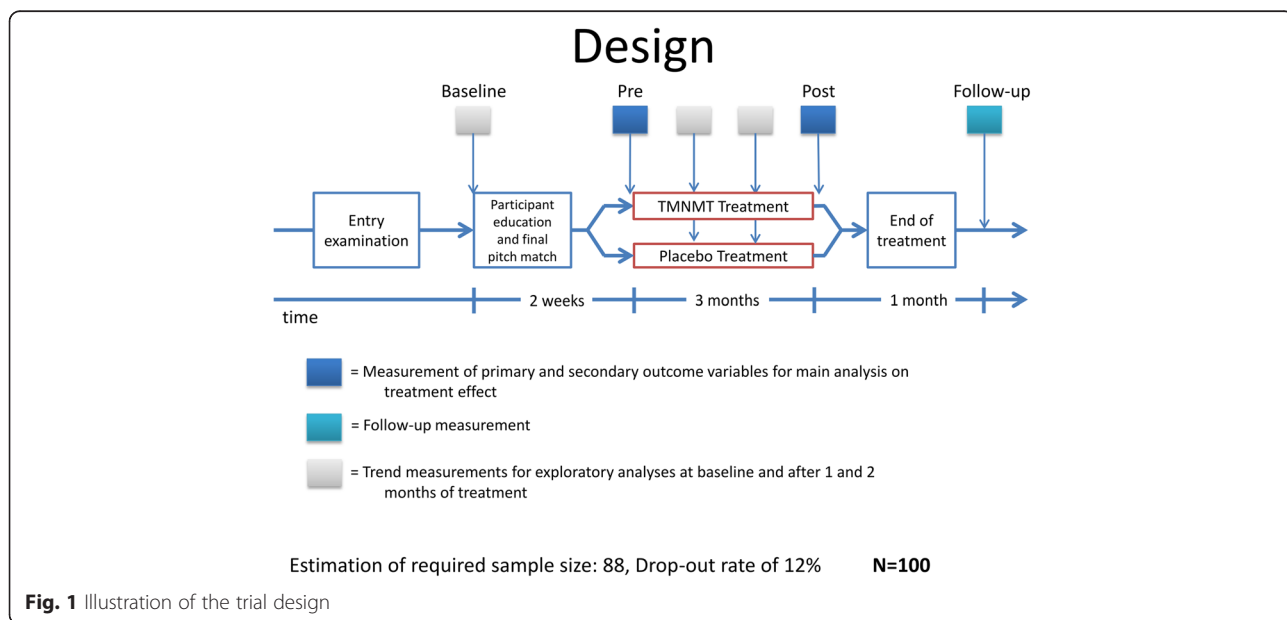 Design
Baseline
Pre
Post
Follow-up
Entry
examination
Participant
education
and final
pitch match
TMNMT Treatment
Placebo Treatment
End of
treatment
2 weeks
3 months
1 month
time
= Measurement of primary and secondary outcome variables for main analysis on
treatment effect
= Follow-up measurement
= Trend measurements for exploratory analyses at baseline and after 1 and 2
months of treatment
Estimation of required sample size: 88, Drop-out rate of 12% N=100
Fig. 1 Illustration of the trial design